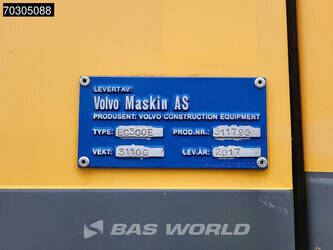 70305088
LEVERT AV:
Volvo Maskin AS
PRODUSENT: VOLVO CONSTRUCTION EQUIPMENT
TYPE: EC300E PROD.NR.: 311795
VEKT: 31100 LEV.ÅR: 2017
BAS WORLD